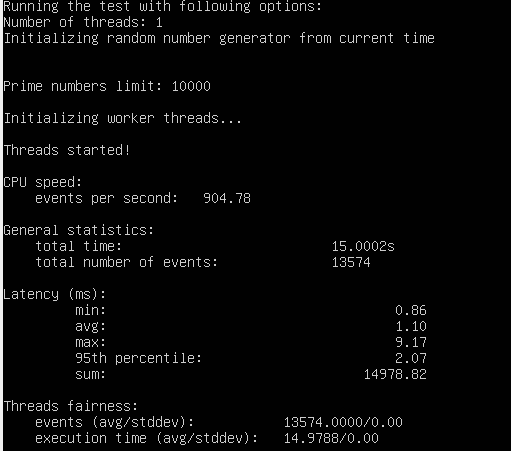 Running the test with following options:
Number of threads: 1
Initializing random number generator from current time
Prime numbers limit: 10000
Initializing worker threads...
Threads started!
CPU speed:
events per second: 904.78
General statistics:
total time: 15.0002s
total number of events: 13574
Latency (ms):
min: 0.86
avg: 1.10
max: 9.17
95th percentile: 2.07
sum: 14978.82
Threads fairness:
events (avg/stddev): 13574.0000/0.00
execution time (avg/stddev): 14.9788/0.00